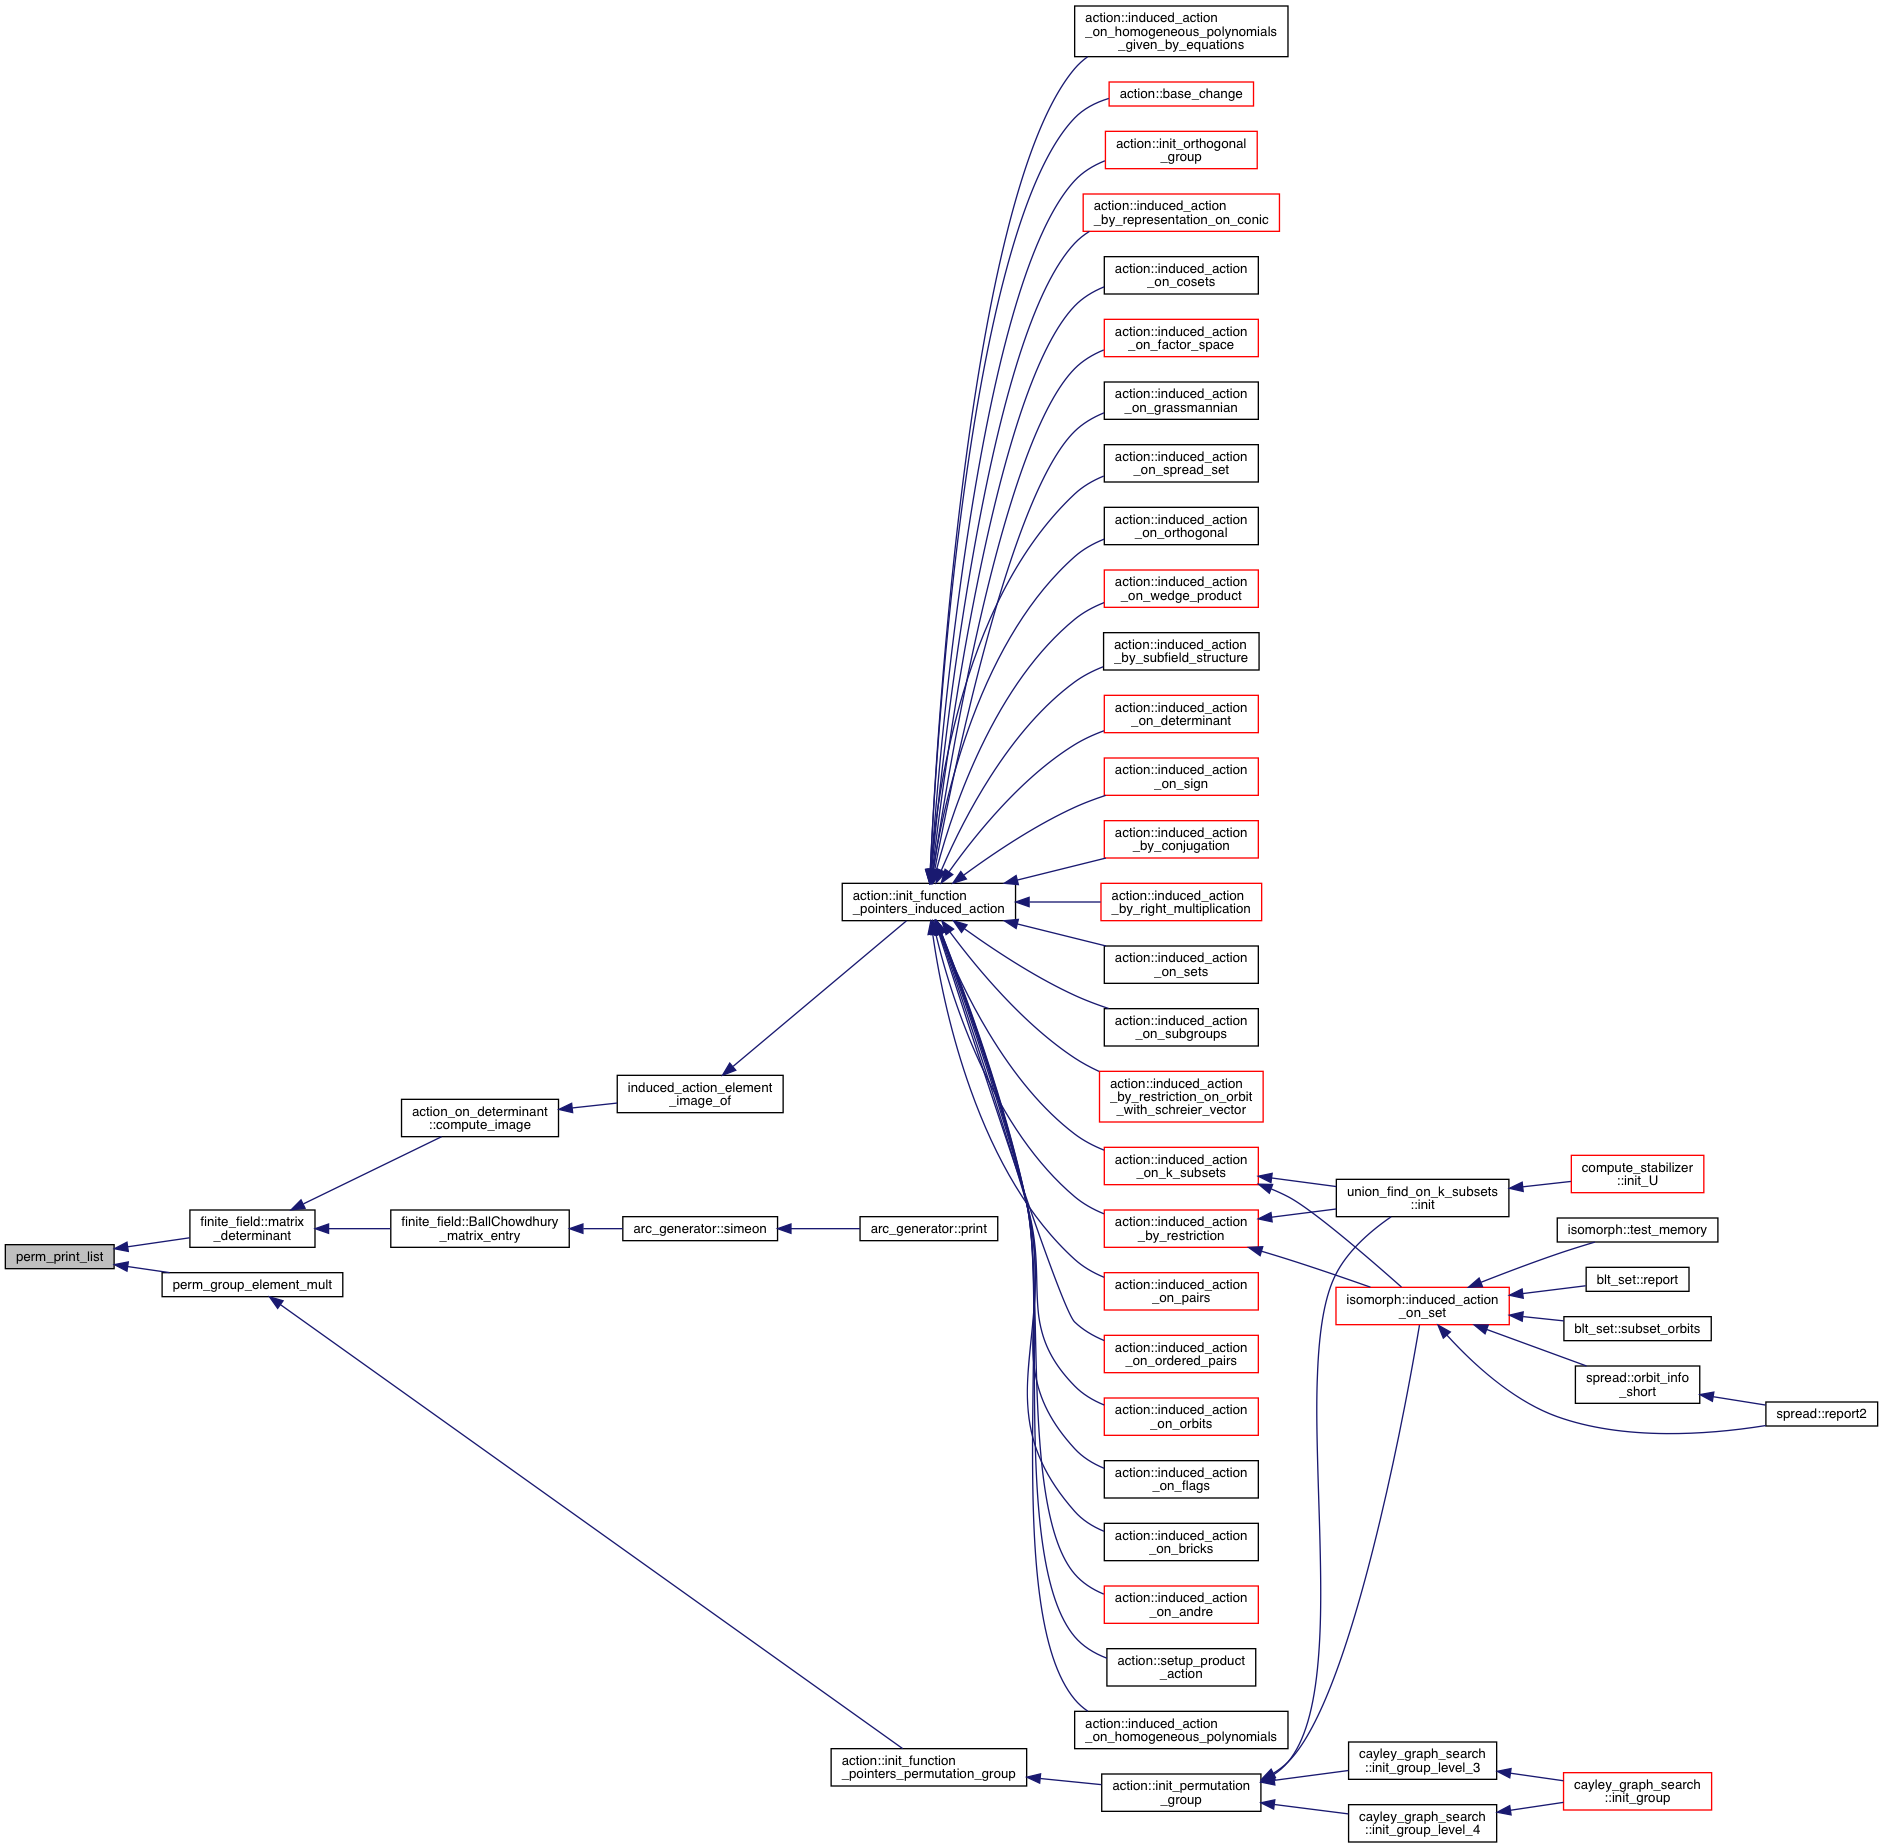 action::induced_action
_on_homogeneous_polynomials
_given_by_equations
action::base_change
action::init_orthogonal
_group
action::induced_action
_by_representation_on_conic
action::induced_action
_on_cosets
action::induced_action
_on_factor_space
action::induced_action
_on_grassmannian
action::induced_action
_on_spread_set
action::induced_action
_on_orthogonal
action::induced_action
_on_wedge_product
action::induced_action
_by_subfield_structure
action::induced_action
_on_determinant
action::induced_action
_on_sign
action::induced_action
_by_conjugation
action::init_function
_pointers_induced_action
action::induced_action
_by_right_multiplication
action::induced_action
_on_sets
action::induced_action
_on_subgroups
induced_action_element
_image_of
action::induced_action
_by_restriction_on_orbit
_with_schreier_vector
action_on_determinant
::compute_image
action::induced_action
_on_k_subsets
union_find_on_k_subsets
::init
compute_stabilizer
::init_U
perm_print_list
finite_field::matrix
_determinant
finite_field::BallChowdhury
_matrix_entry
arc_generator::simeon
arc_generator::print
action::induced_action
_by_restriction
isomorph::test_memory
perm_group_element_mult
action::induced_action
_on_pairs
isomorph::induced_action
_on_set
blt_set::report
blt_set::subset_orbits
action::induced_action
_on_ordered_pairs
spread::orbit_info
_short
spread::report2
action::induced_action
_on_orbits
action::induced_action
_on_flags
action::induced_action
_on_bricks
action::induced_action
_on_andre
action::setup_product
_action
action::induced_action
_on_homogeneous_polynomials
action::init_function
_pointers_permutation_group
action::init_permutation
_group
cayley_graph_search
::init_group_level_3
cayley_graph_search
::init_group
cayley_graph_search
::init_group_level_4